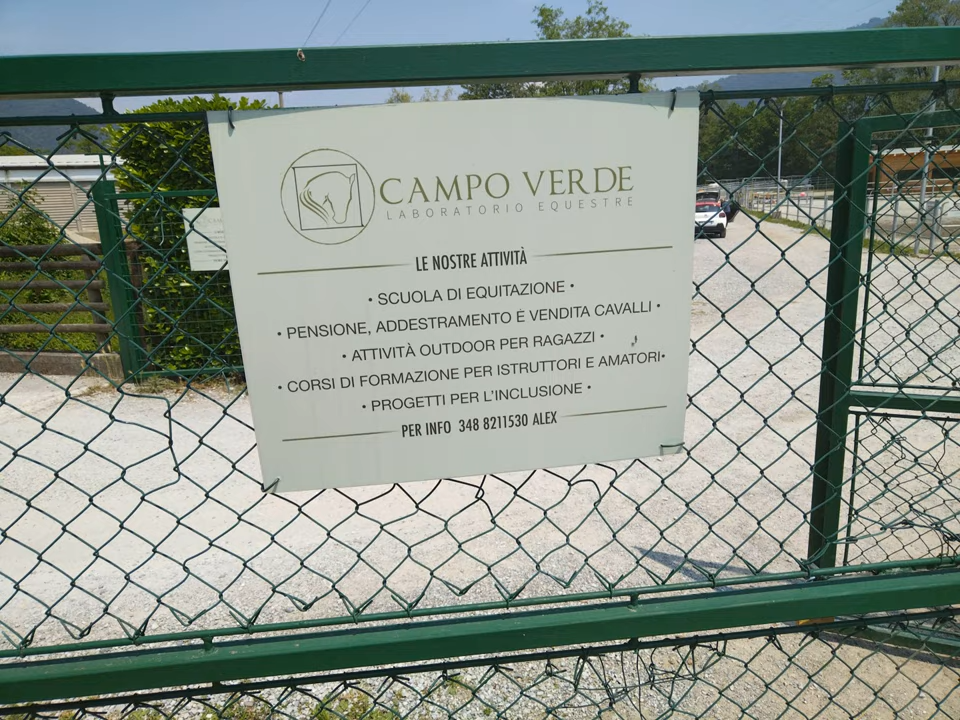 CAMPO VERDE
LABORATORIO EQUESTRE
LE NOSTRE ATTIVITÀ
• SCUOLA DI EQUITAZIONE •
• PENSIONE, ADDESTRAMENTO E VENDITA CAVALLI •
• ATTIVITÀ OUTDOOR PER RAGAZZI •
• CORSI DI FORMAZIONE PER ISTRUTTORI E AMATORI•
• PROGETTI PER L'INCLUSIONE •
PER INFO 348 8211530 ALEX